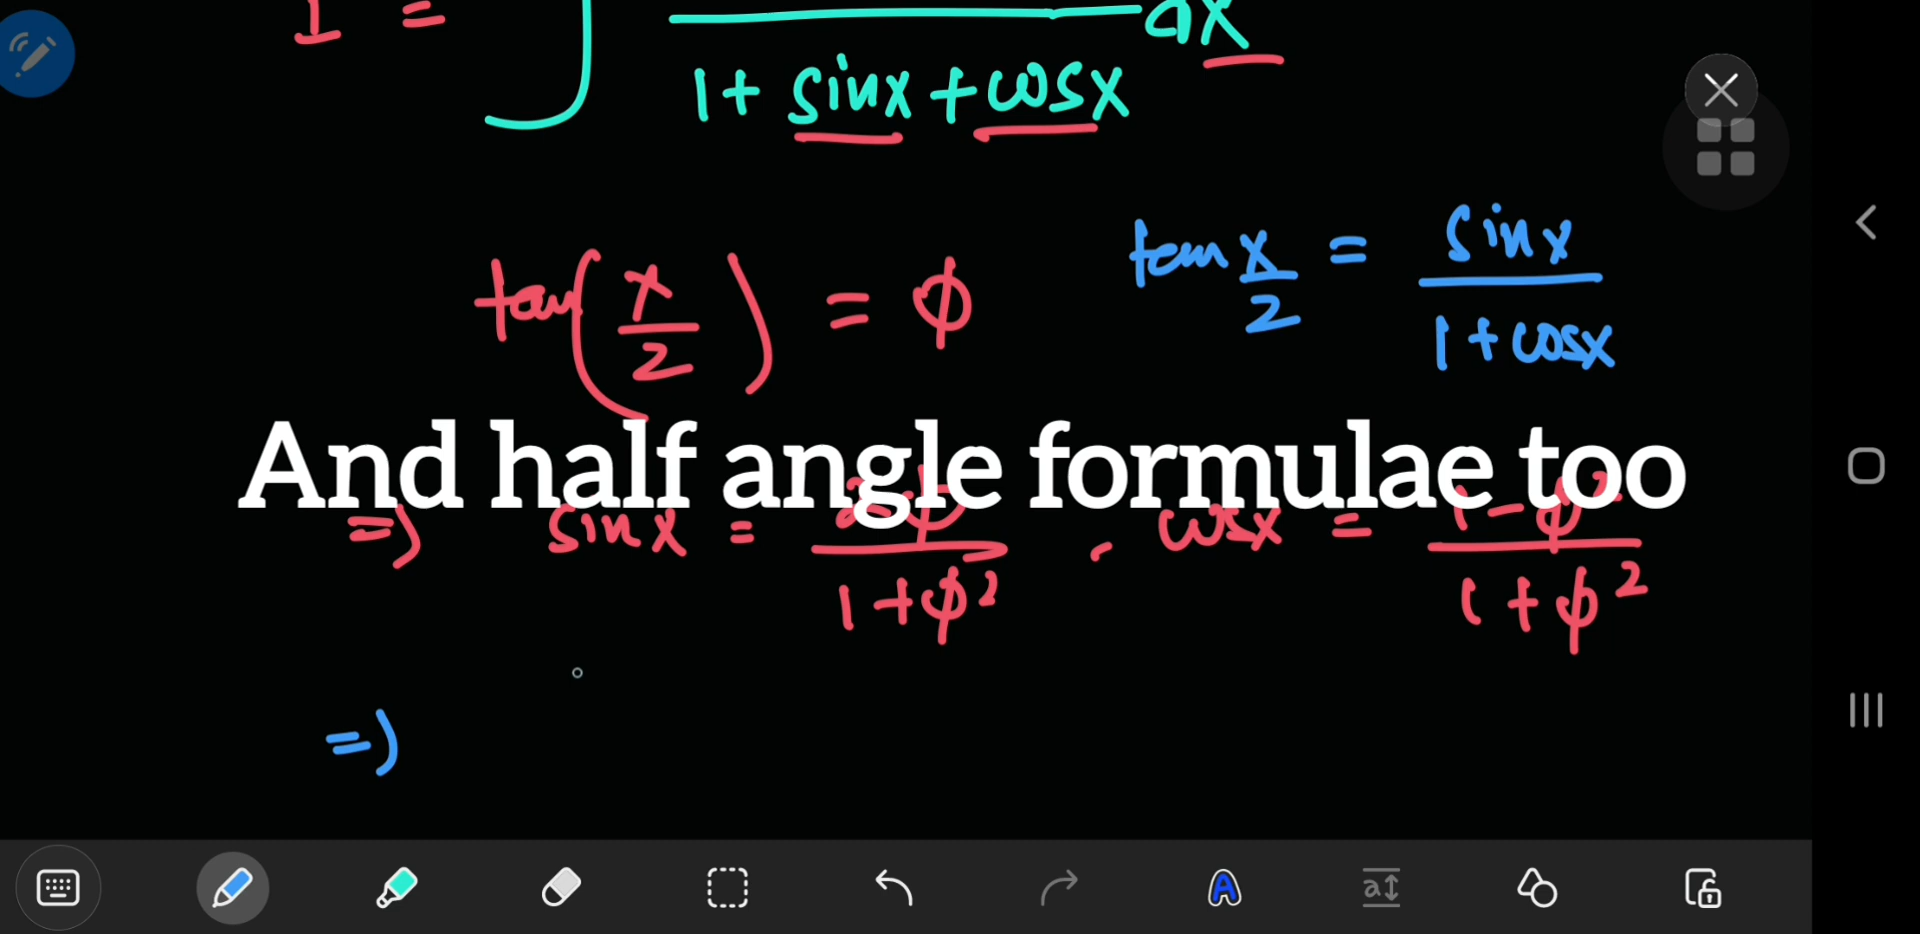 I = ∫ dx
1 + sinx + cosx
tan(x/2) = ϕ
tan x/2 = sinx / 1 + cosx
And half angle formulae too
=> sinx = 2ϕ / 1 + ϕ² , cosx = 1 - ϕ² / 1 + ϕ²
=>
A
a